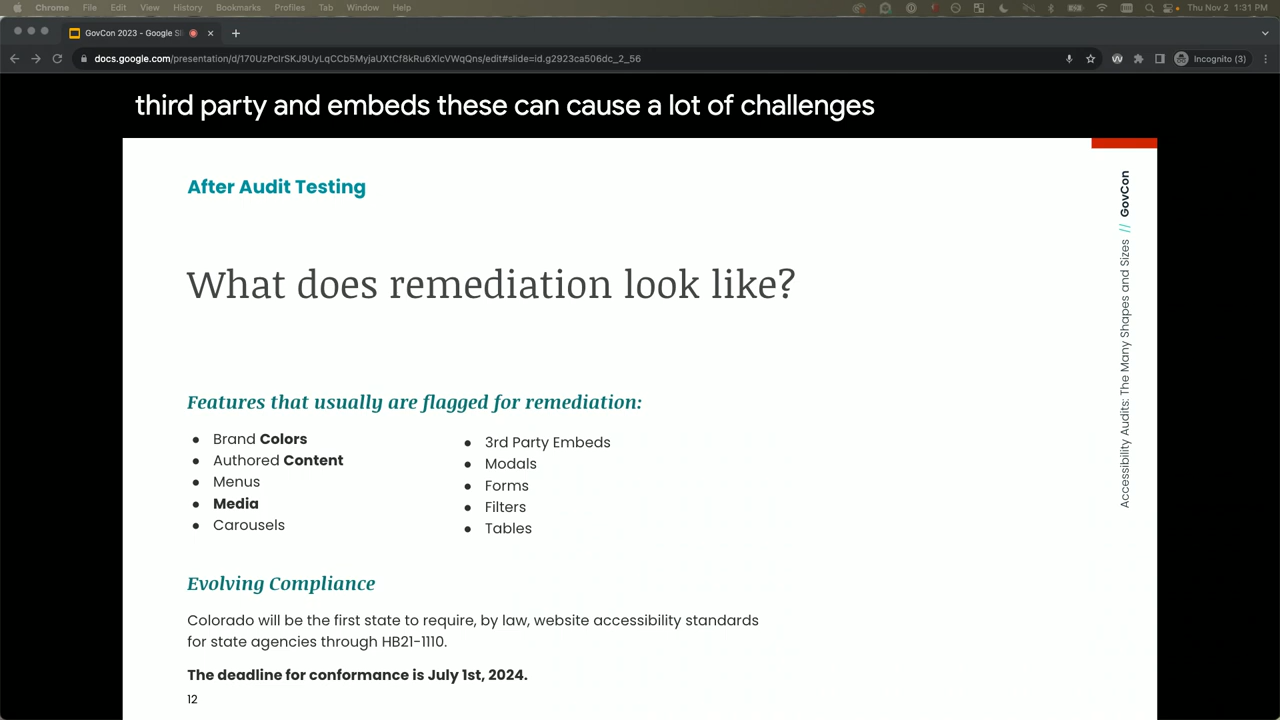 Chrome File Edit View History Bookmarks Profiles Tab Window Help
Thu Nov 2 1:31 PM
GovCon 2023 - Google Sl
docs.google.com/presentation/d/170UzPcIrSKJ9UyLqCCb5MyjaUXtCf8kRu6XlcVWqQns/edit#slide=id.g2923ca506dc_2_56
Incognito (3)
third party and embeds these can cause a lot of challenges
After Audit Testing
What does remediation look like?
Features that usually are flagged for remediation:
● Brand Colors
● Authored Content
● Menus
● Media
● Carousels
● 3rd Party Embeds
● Modals
● Forms
● Filters
● Tables
Evolving Compliance
Colorado will be the first state to require, by law, website accessibility standards
for state agencies through HB21-1110.
The deadline for conformance is July 1st, 2024.
12
Accessibility Audits: The Many Shapes and Sizes // GovCon